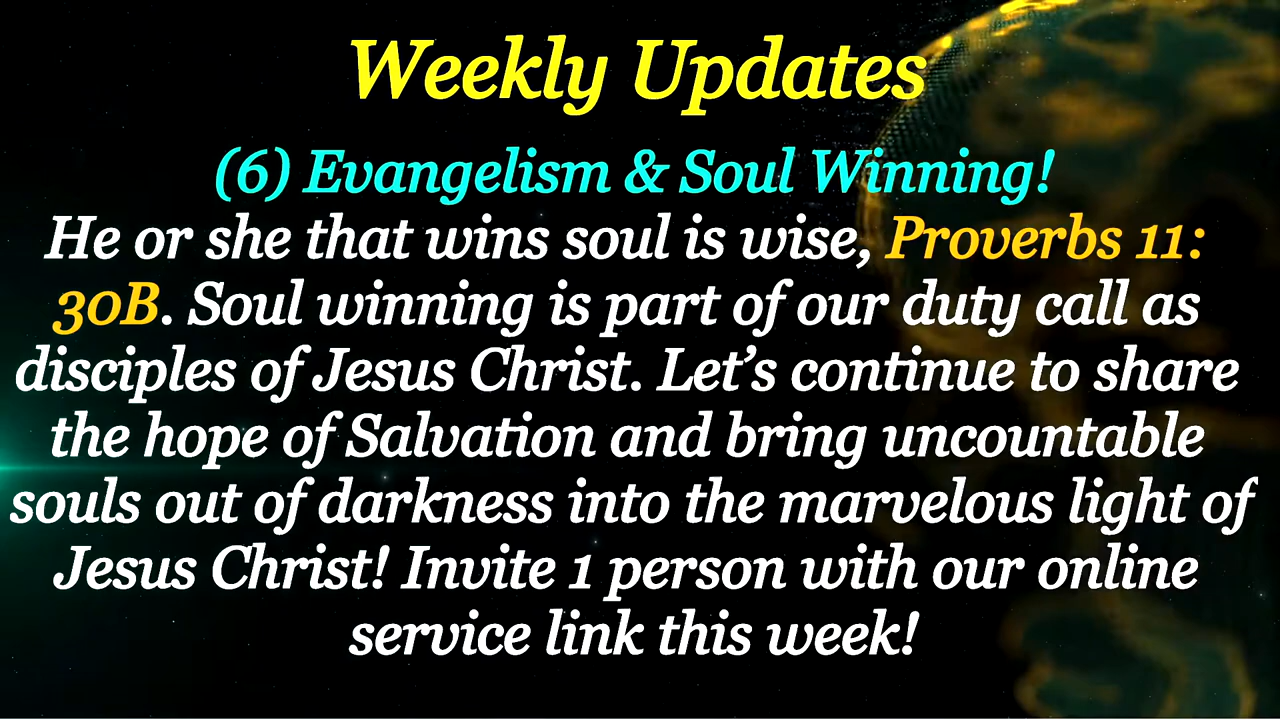 Weekly Updates
(6) Evangelism & Soul Winning!
He or she that wins soul is wise, Proverbs 11:
30B. Soul winning is part of our duty call as
disciples of Jesus Christ. Let’s continue to share
the hope of Salvation and bring uncountable
souls out of darkness into the marvelous light of
Jesus Christ! Invite 1 person with our online
service link this week!